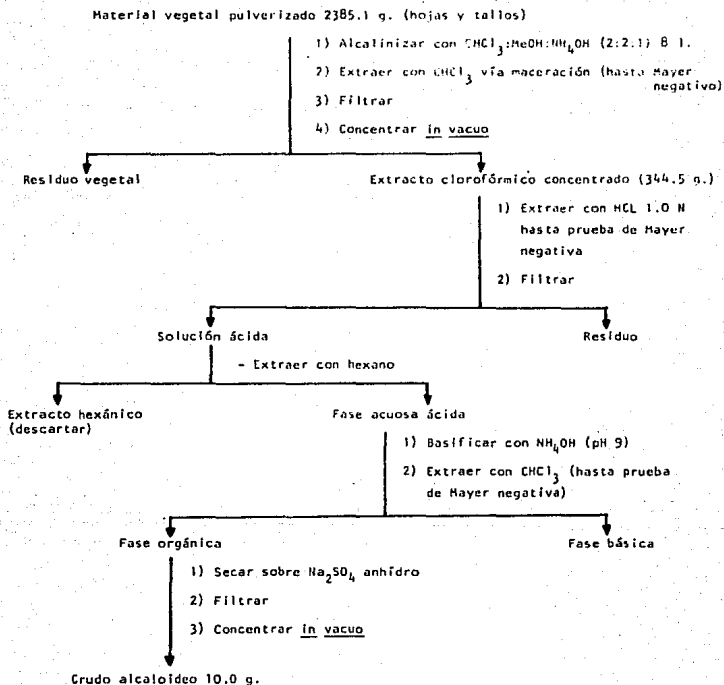 Material vegetal pulverizado 2385.1 g. (hojas y tallos)
1) Alcalinizar con CHCl3:MeOH:NH4OH (2:2:1) 8 l.
2) Extraer con CHCl3 vía maceración (hasta Mayer
negativo)
3) Filtrar
4) Concentrar in vacuo
Residuo vegetal
Extracto clorofórmico concentrado (344.5 g.)
1) Extraer con HCL 1.0 N
hasta prueba de Mayer
negativa
2) Filtrar
Solución ácida
Residuo
- Extraer con hexano
Extracto hexánico
(descartar)
Fase acuosa ácida
1) Basificar con NH4OH (pH 9)
2) Extraer con CHCl3 (hasta prueba
de Mayer negativa)
Fase orgánica
Fase básica
1) Secar sobre Na2SO4 anhidro
2) Filtrar
3) Concentrar in vacuo
Crudo alcaloideo 10.0 g.